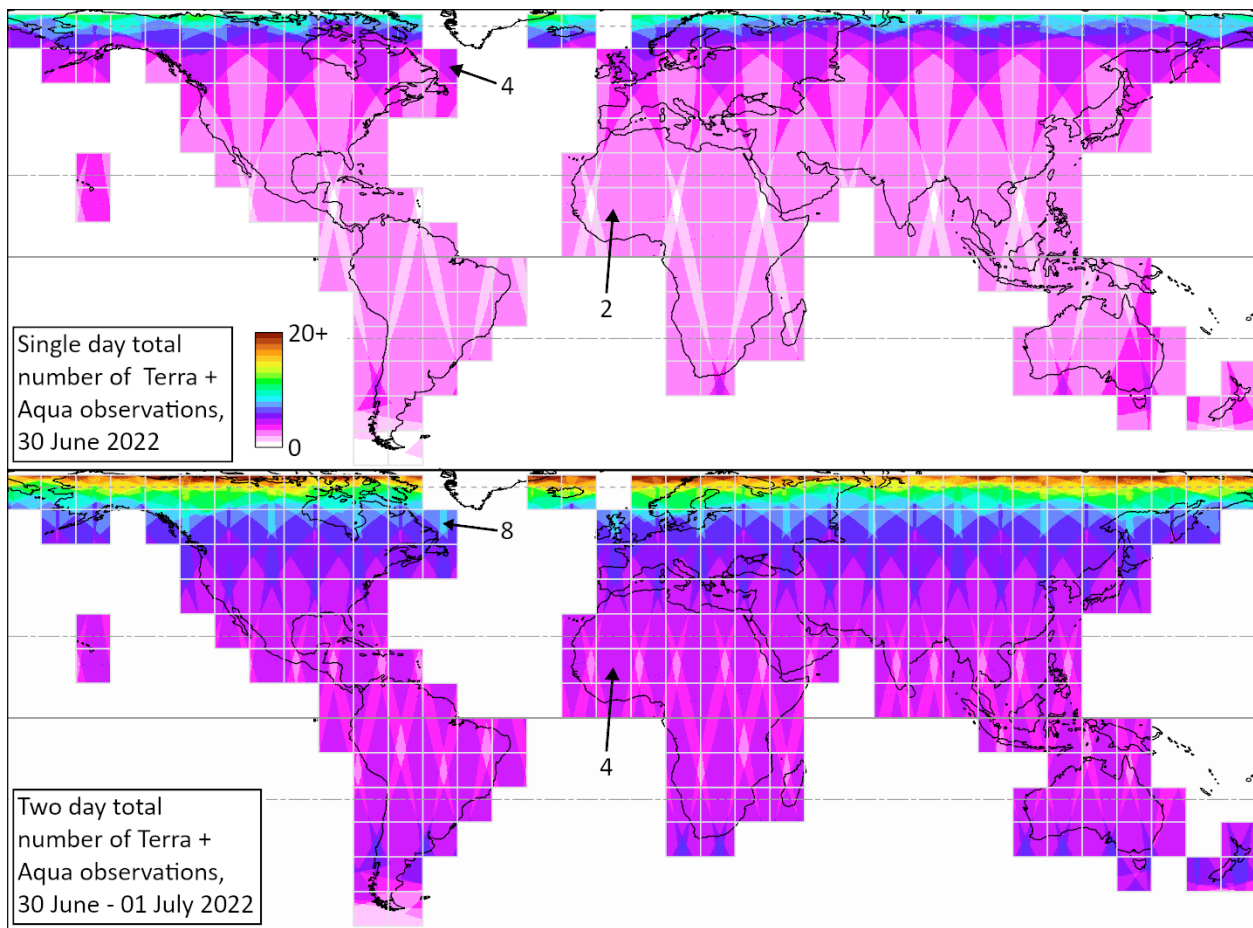 4
2
Single day total
number of Terra +
Aqua observations,
30 June 2022
20+
0
8
4
Two day total
number of Terra +
Aqua observations,
30 June - 01 July 2022